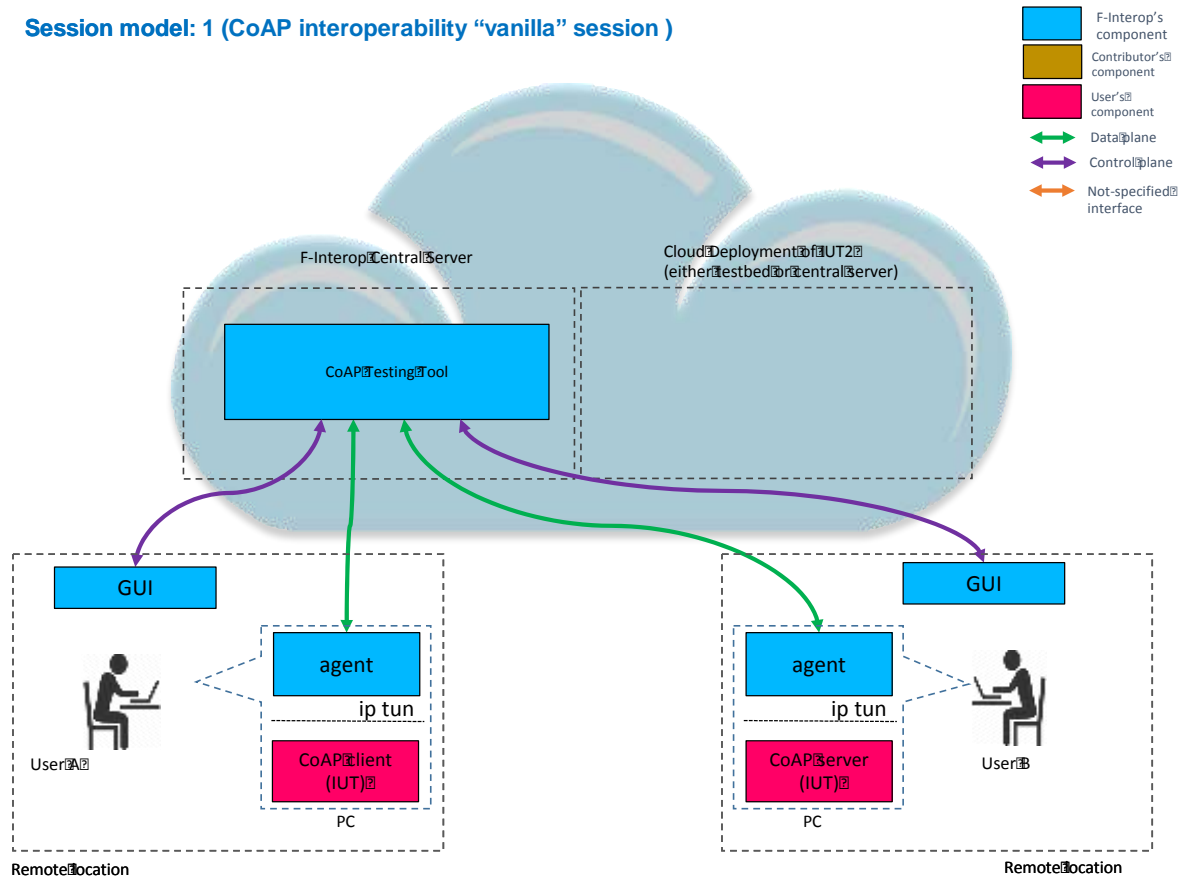 Session model: 1 (CoAP interoperability “vanilla” session )
F-Interop's
component
Contributor's
component
User's
component
Data plane
Control plane
Not-specified
interface
F-Interop Central Server
Cloud Deployment of IUT2
(either testbed or central server)
CoAP Testing Tool
GUI
GUI
agent
agent
ip tun
ip tun
CoAP client
(IUT)
CoAP server
(IUT)
User A
User B
PC
PC
Remote location
Remote location